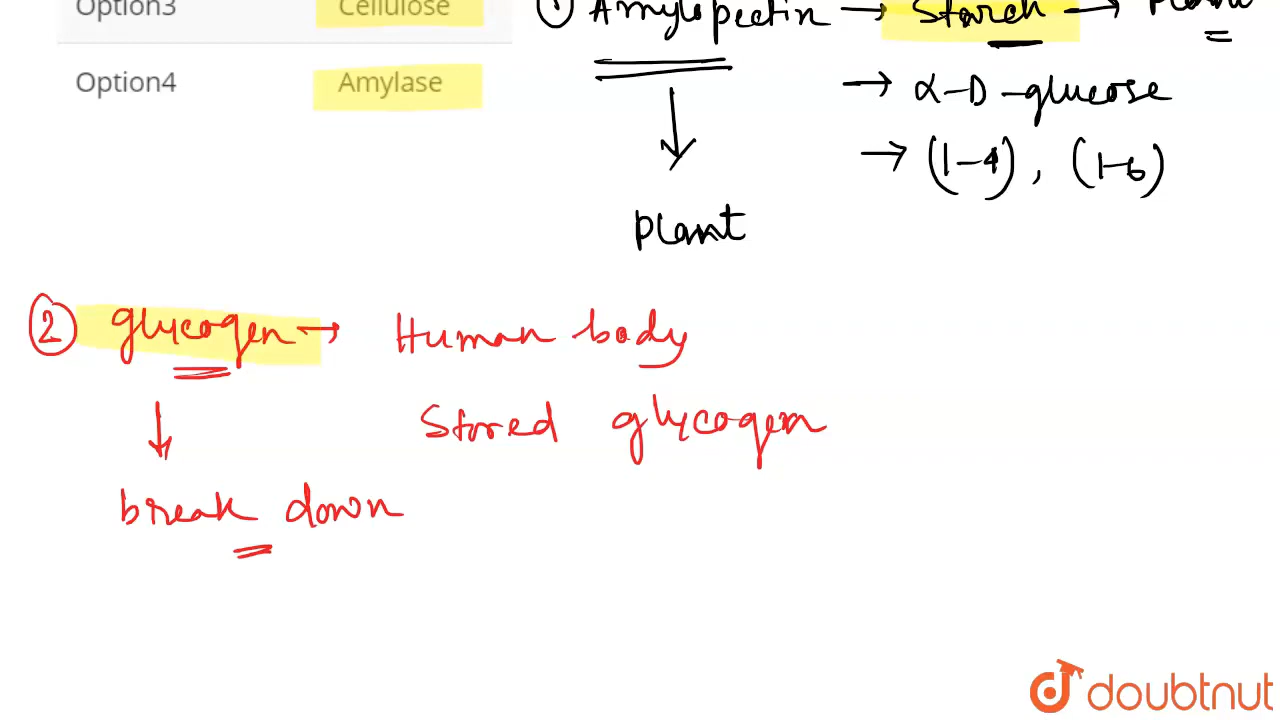 Option3 Cellulose
① Amylopectin → Starch → Plant
Option4 Amylase
→ α-D-glucose
→ (1-4), (1-6)
Plant
② glycogen → Human body
Stored glycogen
break down
doubtnut